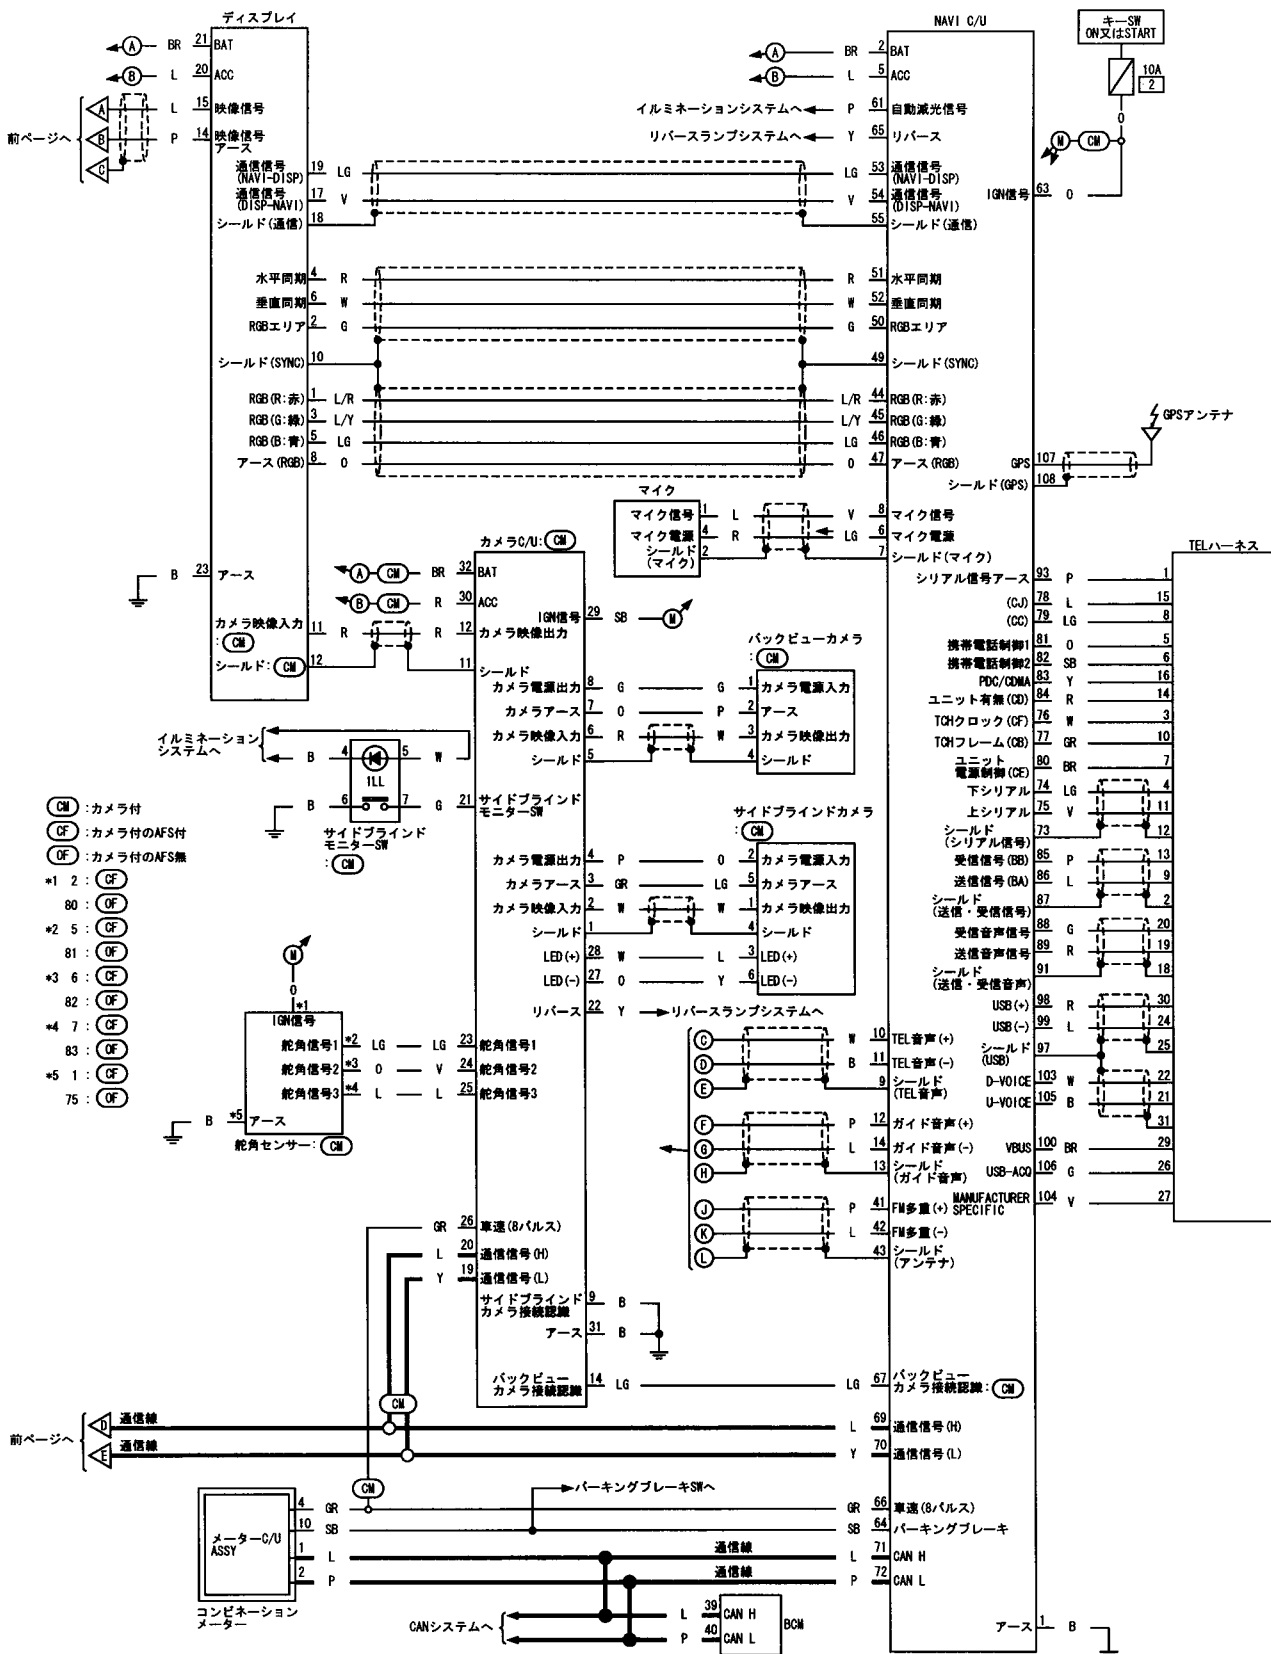 ディスプレイ
A BR 21 BAT
B L 20 ACC
A L 15 映像信号
前ページへ B P 14 映像信号アース
C
通信信号(NAVI-DISP) 19 LG
通信信号(DISP-NAVI) 17 V
シールド(通信) 18
水平同期 4 R
垂直同期 6 W
RGBエリア 2 G
シールド(SYNC) 10
RGB(R:赤) 1 L/R
RGB(G:緑) 3 L/Y
RGB(B:青) 5 LG
アース(RGB) 8 O
B 23 アース
カメラ映像入力:CM 11 R
シールド:CM 12
NAVI C/U
A BR 2 BAT
B L 5 ACC
イルミネーションシステムへ P 61 自動減光信号
リバースランプシステムへ Y 65 リバース
LG 53 通信信号(NAVI-DISP)
V 54 通信信号(DISP-NAVI)
55 シールド(通信)
R 51 水平同期
W 52 垂直同期
G 50 RGBエリア
49 シールド(SYNC)
L/R 44 RGB(R:赤)
L/Y 45 RGB(G:緑)
LG 46 RGB(B:青)
O 47 アース(RGB)
キーSW
ON又はSTART
10A
2
O
M CM
IGN信号 63 O
GPSアンテナ
GPS 107
シールド(GPS) 108
マイク
マイク信号 1 L V 8 マイク信号
マイク電源 4 R LG 6 マイク電源
シールド(マイク) 2 7 シールド(マイク)
カメラC/U:CM
A CM BR 32 BAT
B CM R 30 ACC
IGN信号 29 SB M
R 12 カメラ映像出力
11 シールド
カメラ電源出力 8 G
カメラアース 7 O
カメラ映像入力 6 R
シールド 5
バックビューカメラ
:CM
G 1 カメラ電源入力
P 2 アース
W 3 カメラ映像出力
4 シールド
イルミネーションシステムへ
B 4 5 W
ILL
B 6 7 G 21 サイドブラインドモニターSW
サイドブラインド
モニターSW
:CM
CM:カメラ付
CF:カメラ付のAFS付
OF:カメラ付のAFS無
*1 2:CF
80:OF
*2 5:CF
81:OF
*3 6:CF
82:OF
*4 7:CF
83:OF
*5 1:CF
75:OF
サイドブラインドカメラ
:CM
カメラ電源出力 4 P O 2 カメラ電源入力
カメラアース 3 GR LG 5 カメラアース
カメラ映像入力 2 W W 1 カメラ映像出力
シールド 1 4 シールド
LED(+) 28 W L 3 LED(+)
LED(-) 27 O Y 6 LED(-)
リバース 22 Y リバースランプシステムへ
M
O
*1
IGN信号
舵角信号1 *2 LG LG 23 舵角信号1
舵角信号2 *3 O V 24 舵角信号2
舵角信号3 *4 L L 25 舵角信号3
B *5 アース
舵角センサー:CM
GR 26 車速(8パルス)
L 20 通信信号(H)
Y 19 通信信号(L)
サイドブラインドカメラ接続認識 9 B
アース 31 B
バックビューカメラ接続認識 14 LG
CM
C W 10 TEL音声(+)
D B 11 TEL音声(-)
E 9 シールド(TEL音声)
F P 12 ガイド音声(+)
G L 14 ガイド音声(-)
H 13 シールド(ガイド音声)
J P 41 FM多重(+)
K L 42 FM多重(-)
L 43 シールド(アンテナ)
TELハーネス
シリアル信号アース 93 P 1
(CJ) 78 L 15
(CC) 79 LG 8
携帯電話制御1 81 O 5
携帯電話制御2 82 SB 6
PDC/CDMA 83 Y 16
ユニット有無(CD) 84 R 14
TCHクロック(CF) 76 W 3
TCHフレーム(CB) 77 GR 10
ユニット電源制御(CE) 80 BR 7
下シリアル 74 LG 4
上シリアル 75 V 11
シールド(シリアル信号) 73 12
受信信号(BB) 85 P 13
送信信号(BA) 86 L 9
シールド(送信・受信信号) 87 2
受信音声信号 88 G 20
送信音声信号 89 R 19
シールド(送信・受信音声) 91 18
USB(+) 98 R 30
USB(-) 99 L 24
シールド(USB) 97 25
D-VOICE 103 W 22
U-VOICE 105 B 21
31
VBUS 100 BR 29
USB-ACQ 106 G 26
MANUFACTURER SPECIFIC 104 V 27
LG 67 バックビューカメラ接続認識:CM
前ページへ D 通信線 L 69 通信信号(H)
E 通信線 Y 70 通信信号(L)
CM
パーキングブレーキSWへ
メーターC/U
ASSY
コンビネーション
メーター
4 GR GR 66 車速(8パルス)
10 SB SB 64 パーキングブレーキ
1 L 通信線 L 71 CAN H
2 P 通信線 P 72 CAN L
CANシステムへ
L 39 CAN H
P 40 CAN L
BCM
アース 1 B